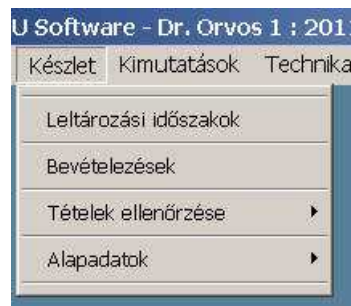 U Software - Dr. Orvos 1 : 201
Készlet Kimutatások Technika
Leltározási időszakok
Bevételezések
Tételek ellenőrzése
Alapadatok